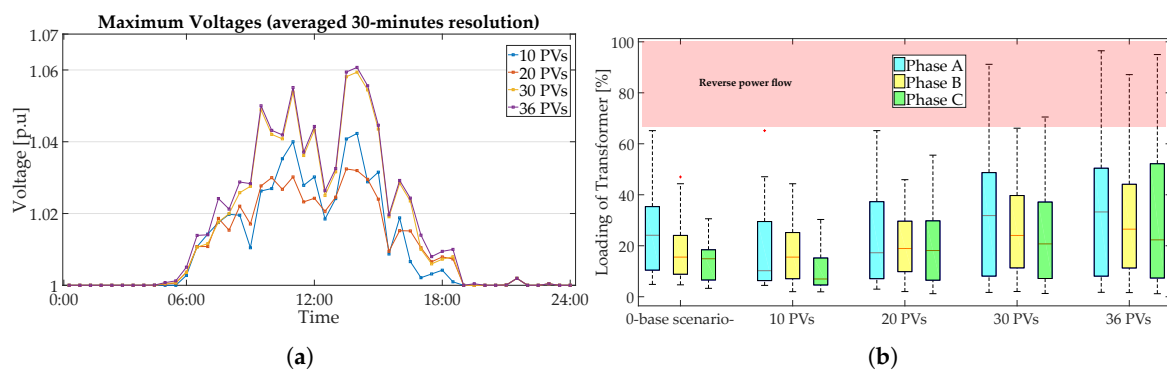 Maximum Voltages (averaged 30-minutes resolution)
1.07
1.06
1.04
1.02
1
Voltage [p.u]
10 PVs
20 PVs
30 PVs
36 PVs
0:00
06:00
12:00
18:00
24:00
Time
(a)
100
80
60
40
20
0
Loading of Transformer [%]
Reverse power flow
Phase A
Phase B
Phase C
0-base scenario-
10 PVs
20 PVs
30 PVs
36 PVs
(b)